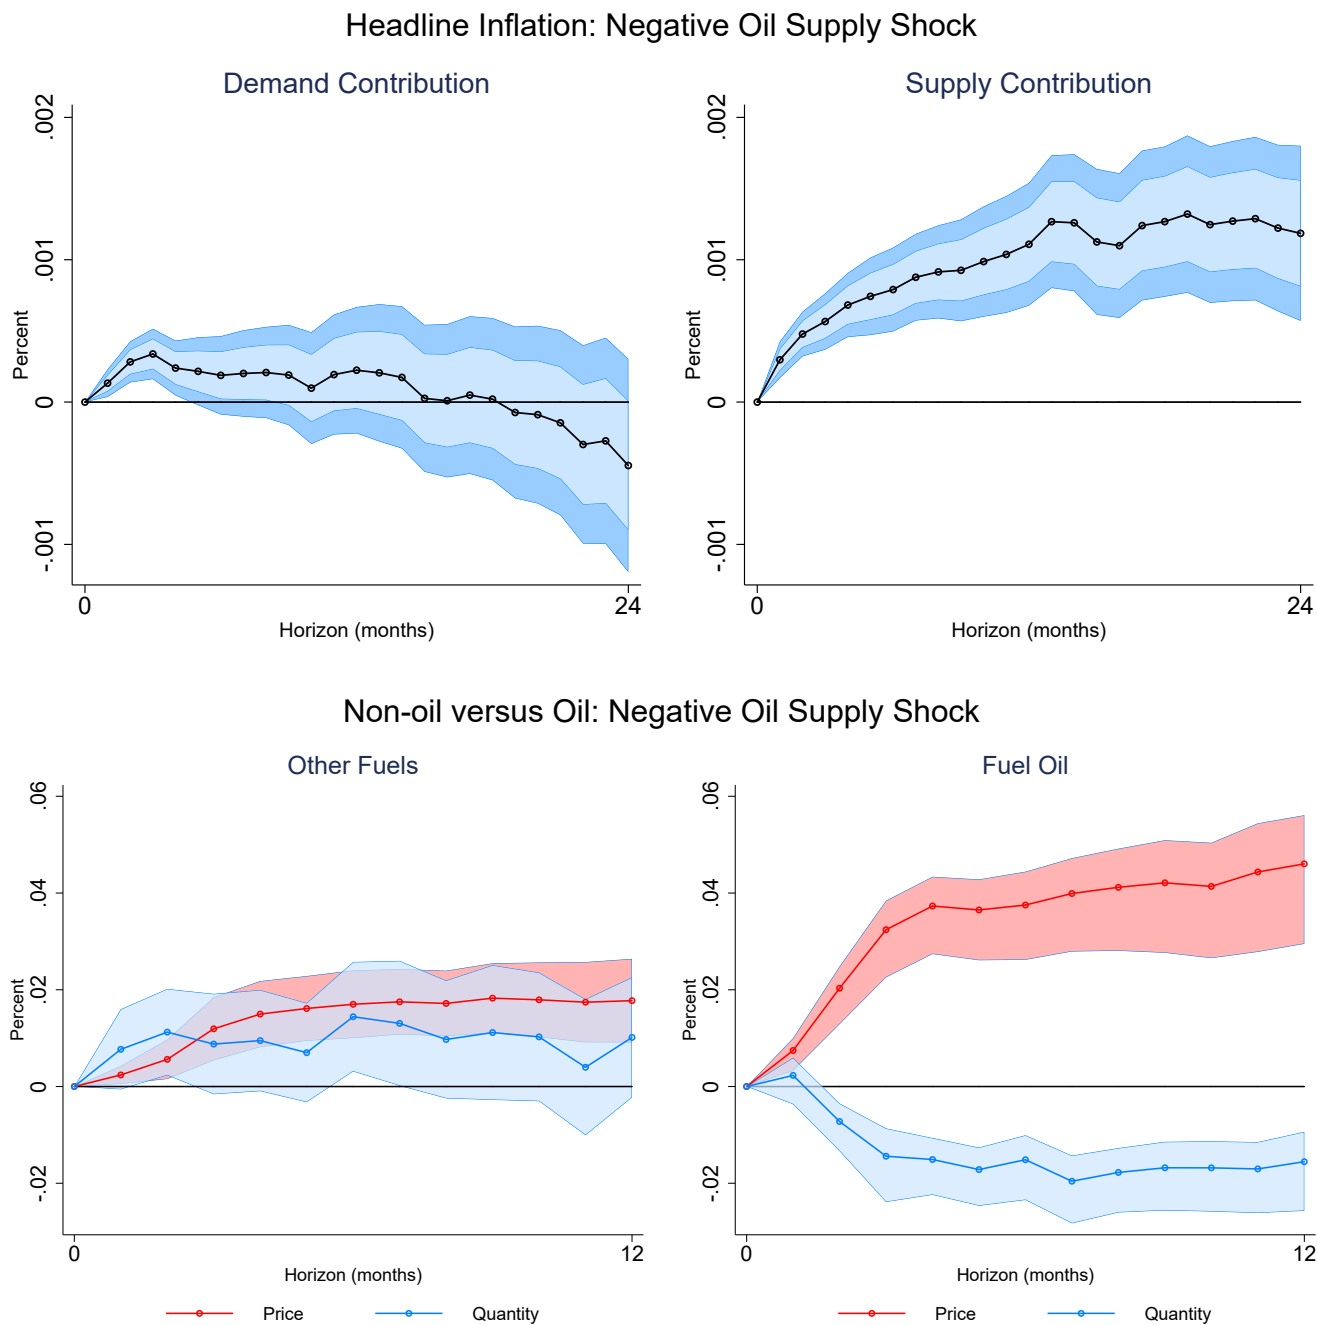 Headline Inflation: Negative Oil Supply Shock
Demand Contribution
Percent
.002
.001
0
-.001
0
24
Horizon (months)
Supply Contribution
Percent
.002
.001
0
-.001
0
24
Horizon (months)
Non-oil versus Oil: Negative Oil Supply Shock
Other Fuels
Percent
.06
.04
.02
0
-.02
0
12
Horizon (months)
Price
Quantity
Fuel Oil
Percent
.06
.04
.02
0
-.02
0
12
Horizon (months)
Price
Quantity